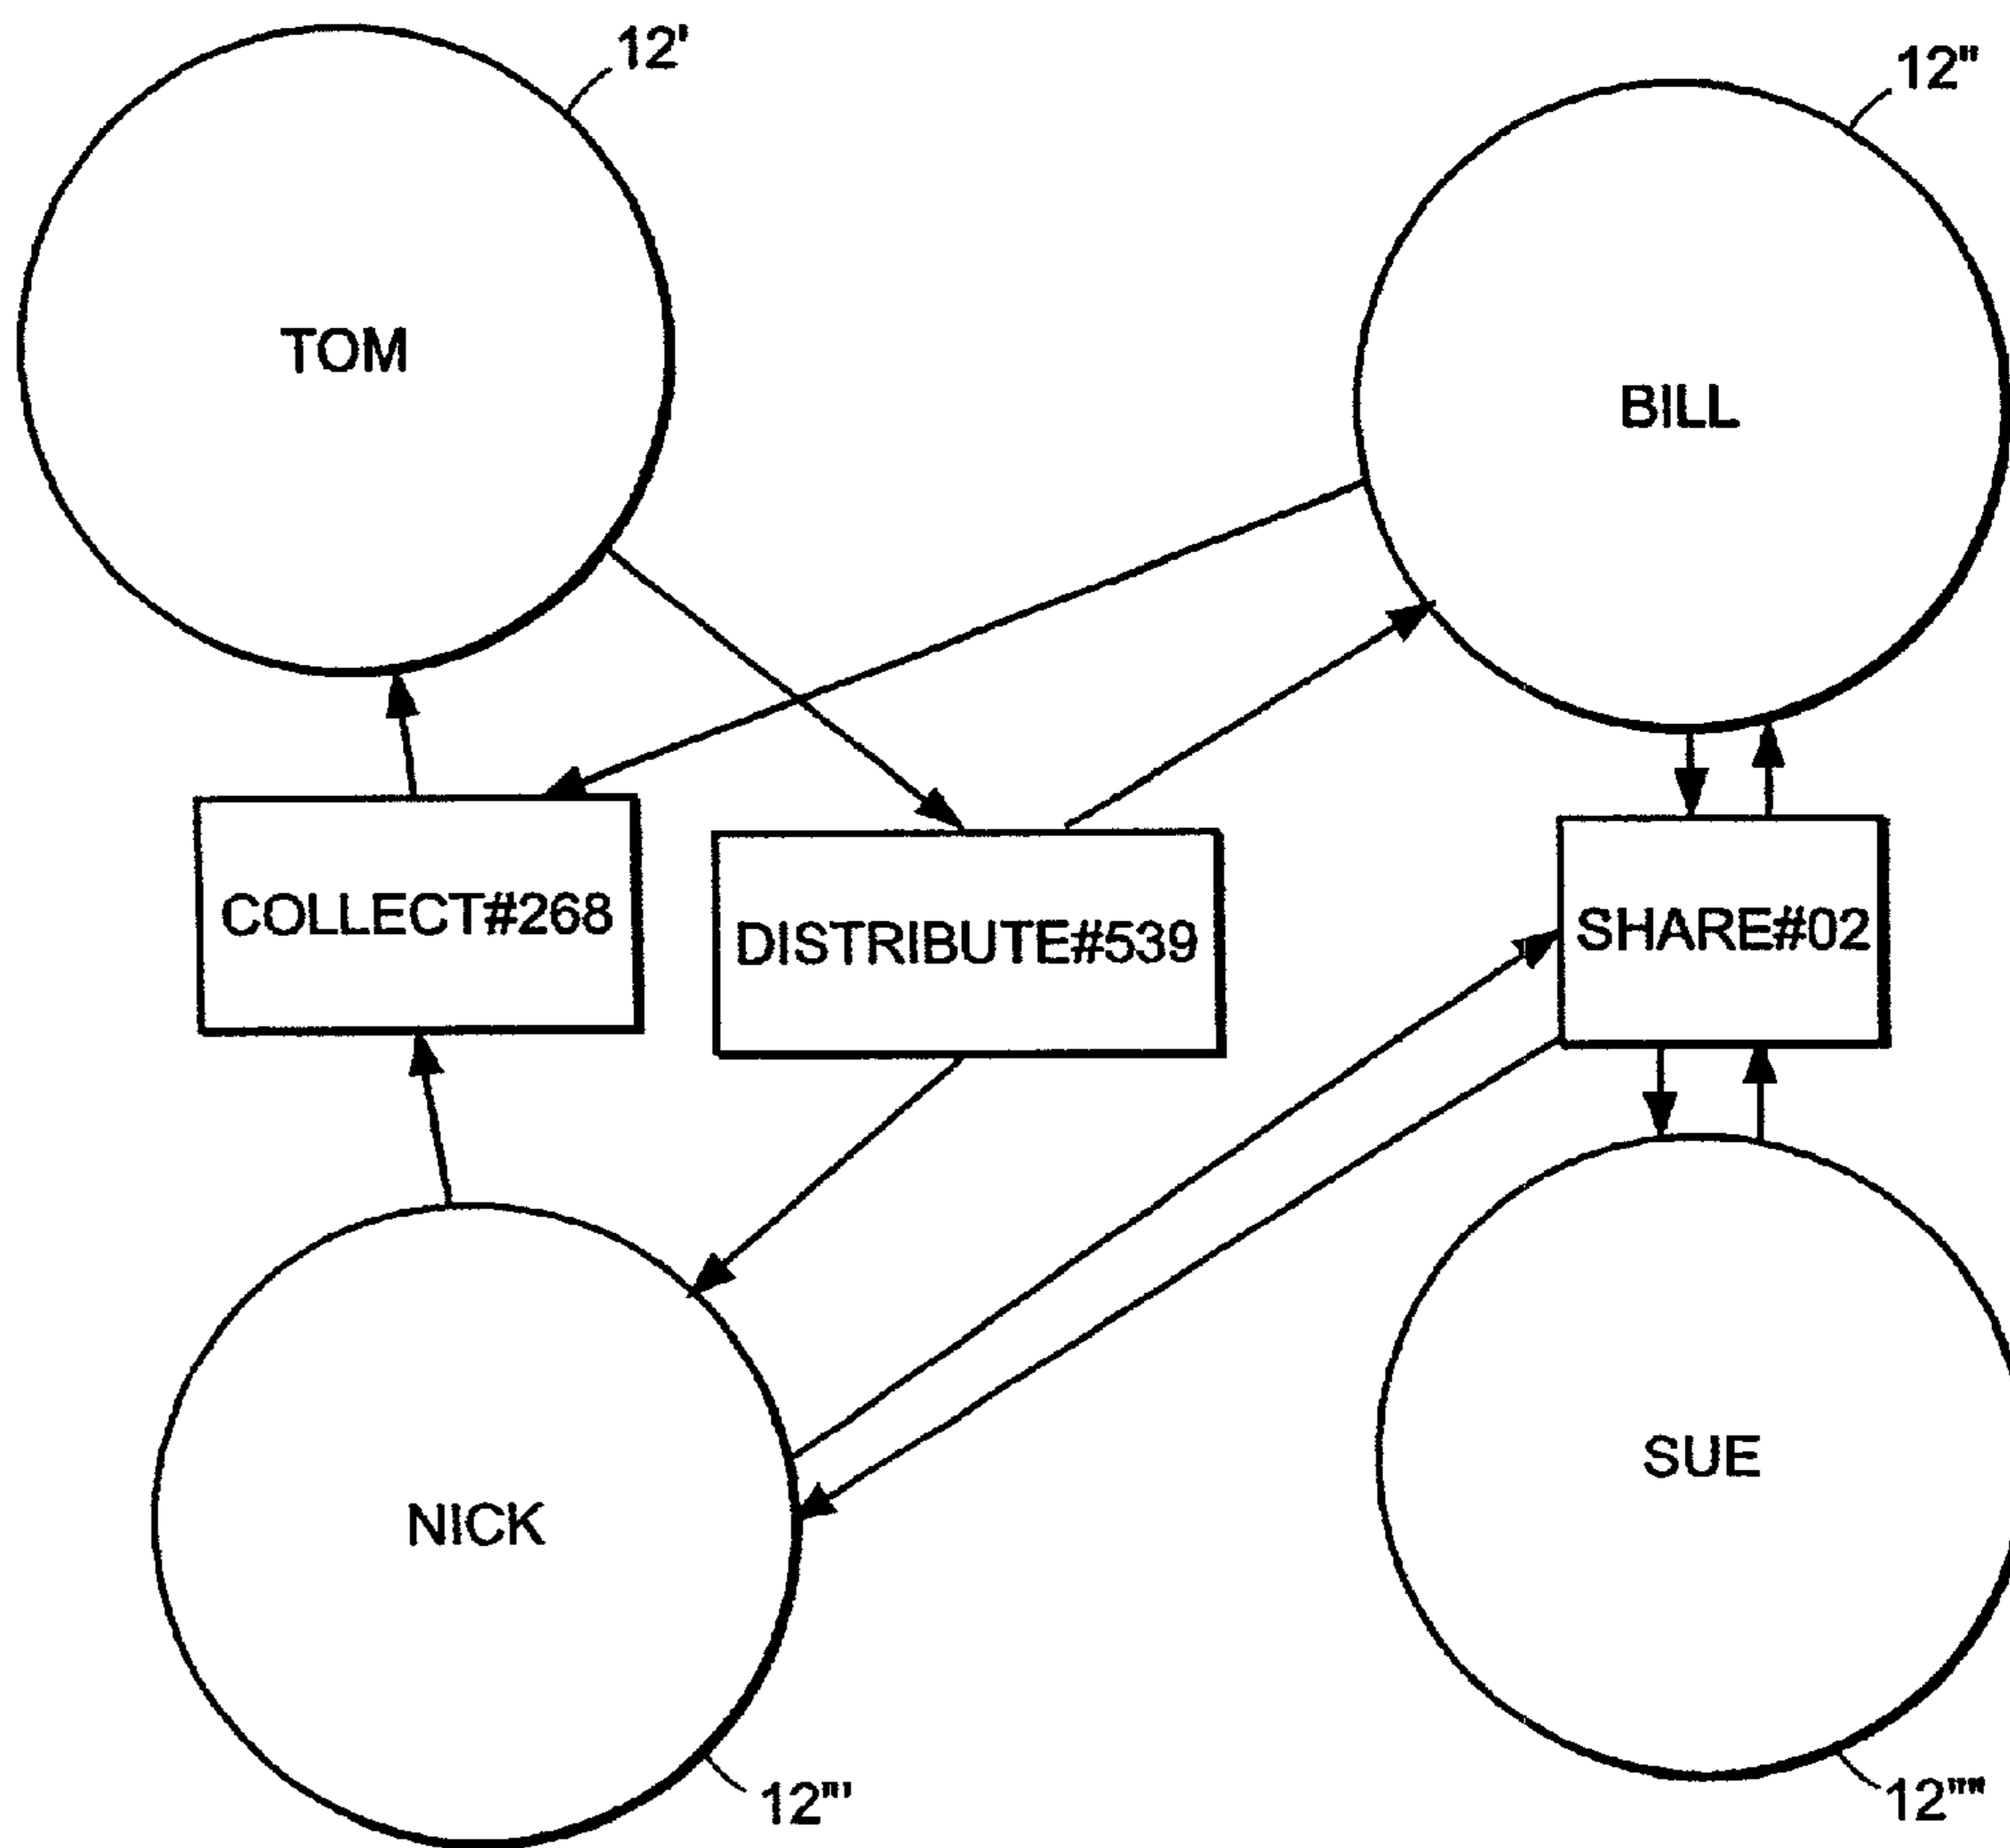 12'
12"
TOM
BILL
COLLECT#268
DISTRIBUTE#539
SHARE#02
NICK
SUE
12"'
12""